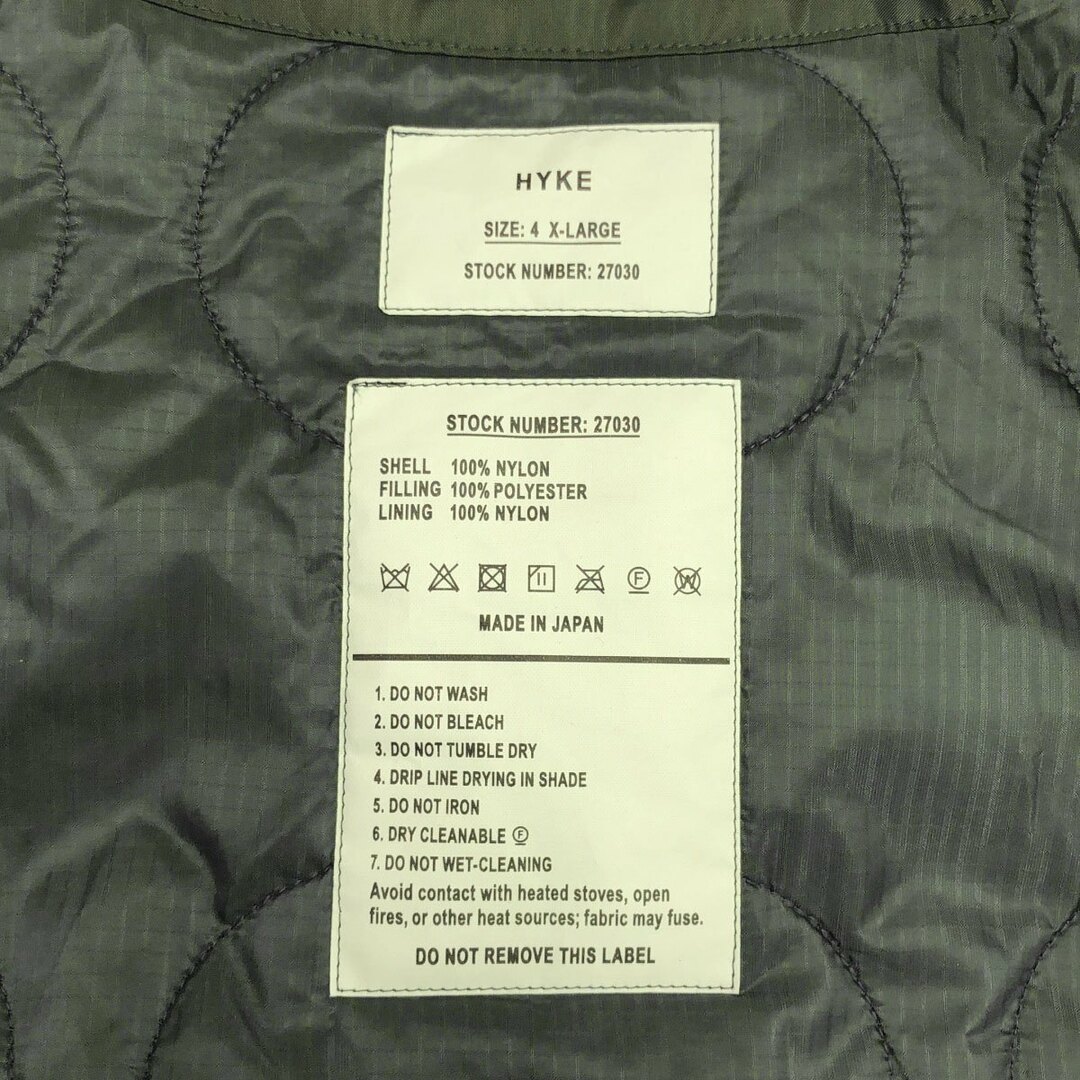 HYKE
SIZE: 4 X-LARGE
STOCK NUMBER: 27030
STOCK NUMBER: 27030
SHELL 100% NYLON
FILLING 100% POLYESTER
LINING 100% NYLON
F W
MADE IN JAPAN
1. DO NOT WASH
2. DO NOT BLEACH
3. DO NOT TUMBLE DRY
4. DRIP LINE DRYING IN SHADE
5. DO NOT IRON
6. DRY CLEANABLE Ⓕ
7. DO NOT WET-CLEANING
Avoid contact with heated stoves, open
fires, or other heat sources; fabric may fuse.
DO NOT REMOVE THIS LABEL